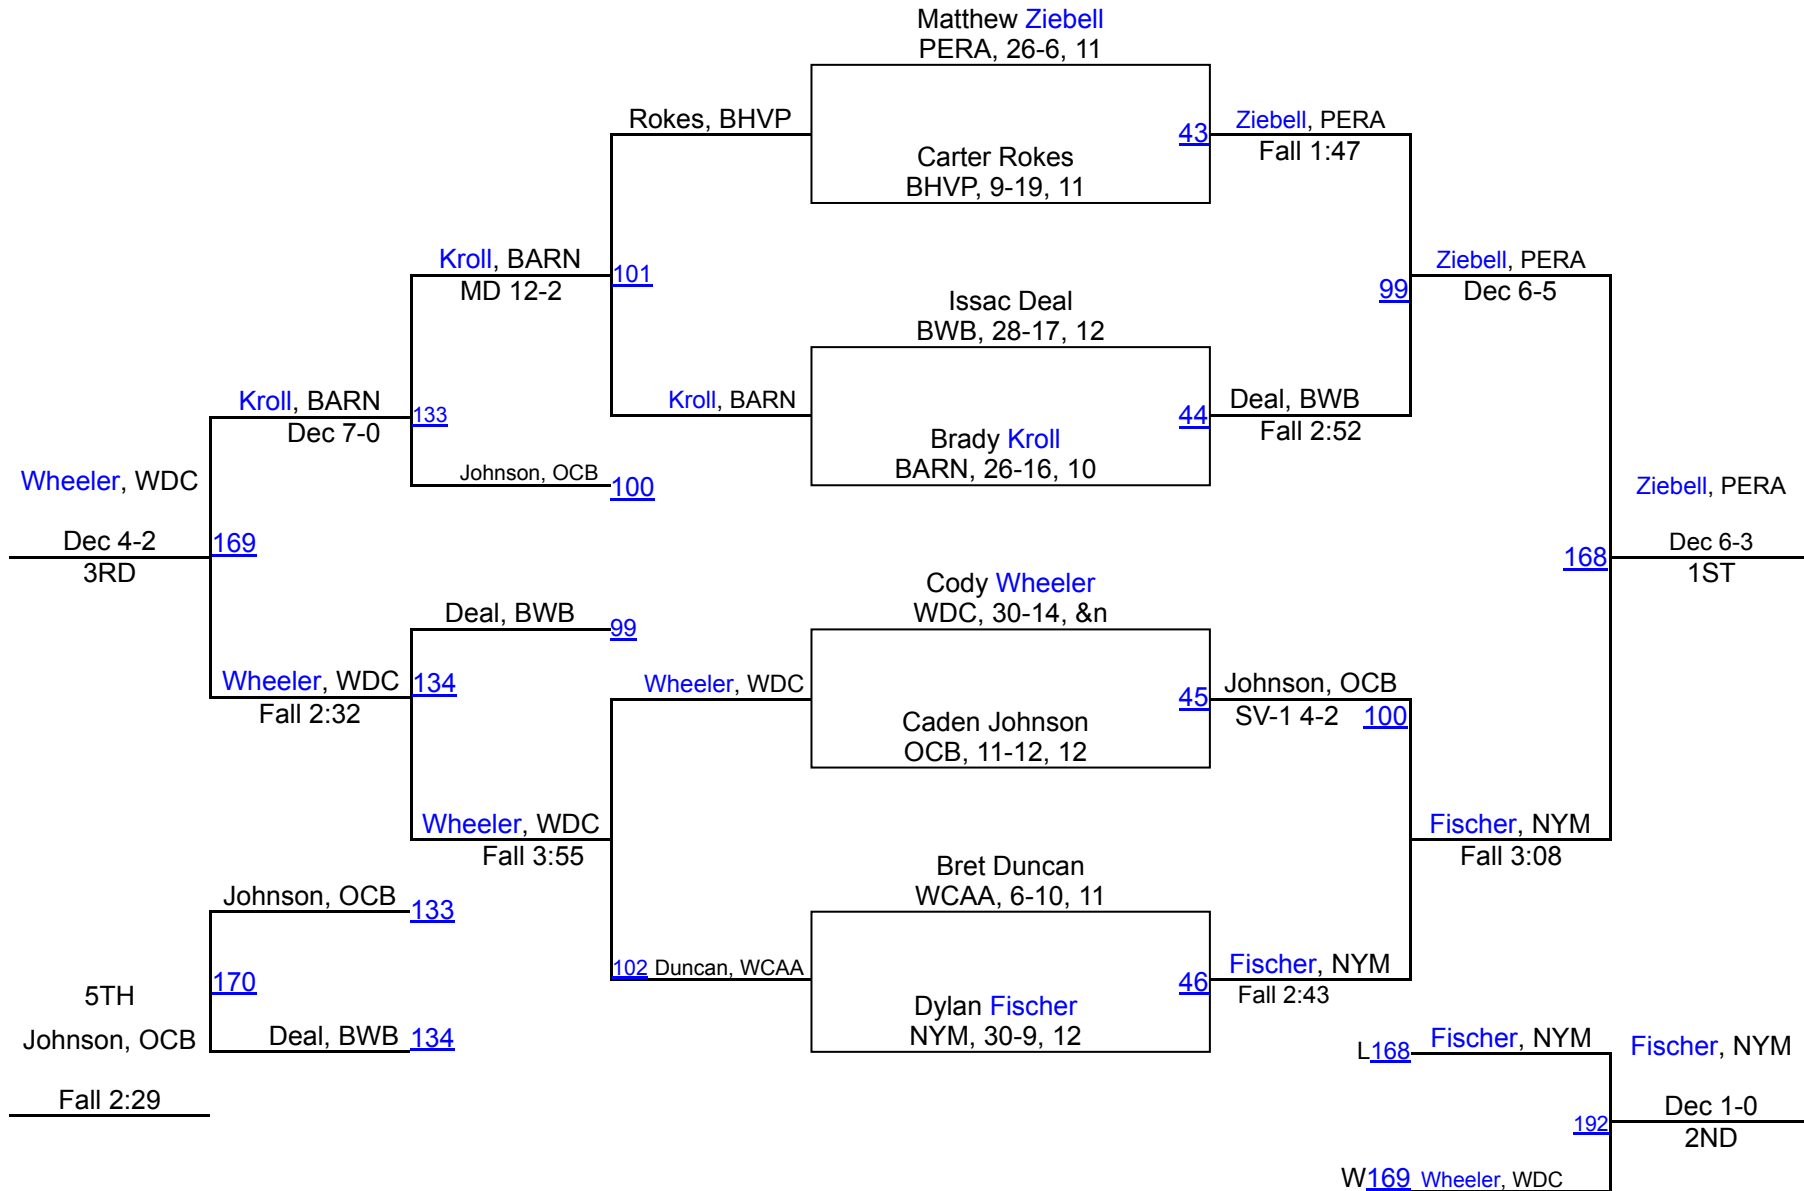 Matthew Ziebell
PERA, 26-6, 11
Rokes, BHVP
43
Ziebell, PERA
Fall 1:47
Carter Rokes
BHVP, 9-19, 11
Kroll, BARN
MD 12-2
101
Ziebell, PERA
Dec 6-5
99
Issac Deal
BWB, 28-17, 12
Kroll, BARN
Dec 7-0
133
Kroll, BARN
44
Deal, BWB
Fall 2:52
Brady Kroll
BARN, 26-16, 10
Johnson, OCB
100
Wheeler, WDC
Dec 4-2
3RD
169
Ziebell, PERA
Dec 6-3
1ST
168
Cody Wheeler
WDC, 30-14, &n
Deal, BWB
99
Wheeler, WDC
Fall 2:32
134
Wheeler, WDC
45
Johnson, OCB
SV-1 4-2
100
Caden Johnson
OCB, 11-12, 12
Wheeler, WDC
Fall 3:55
Fischer, NYM
Fall 3:08
Bret Duncan
WCAA, 6-10, 11
Johnson, OCB
133
102
Duncan, WCAA
46
Fischer, NYM
Fall 2:43
5TH
170
Dylan Fischer
NYM, 30-9, 12
Johnson, OCB
Deal, BWB
134
Fall 2:29
L168
Fischer, NYM
Fischer, NYM
Dec 1-0
2ND
192
W169
Wheeler, WDC